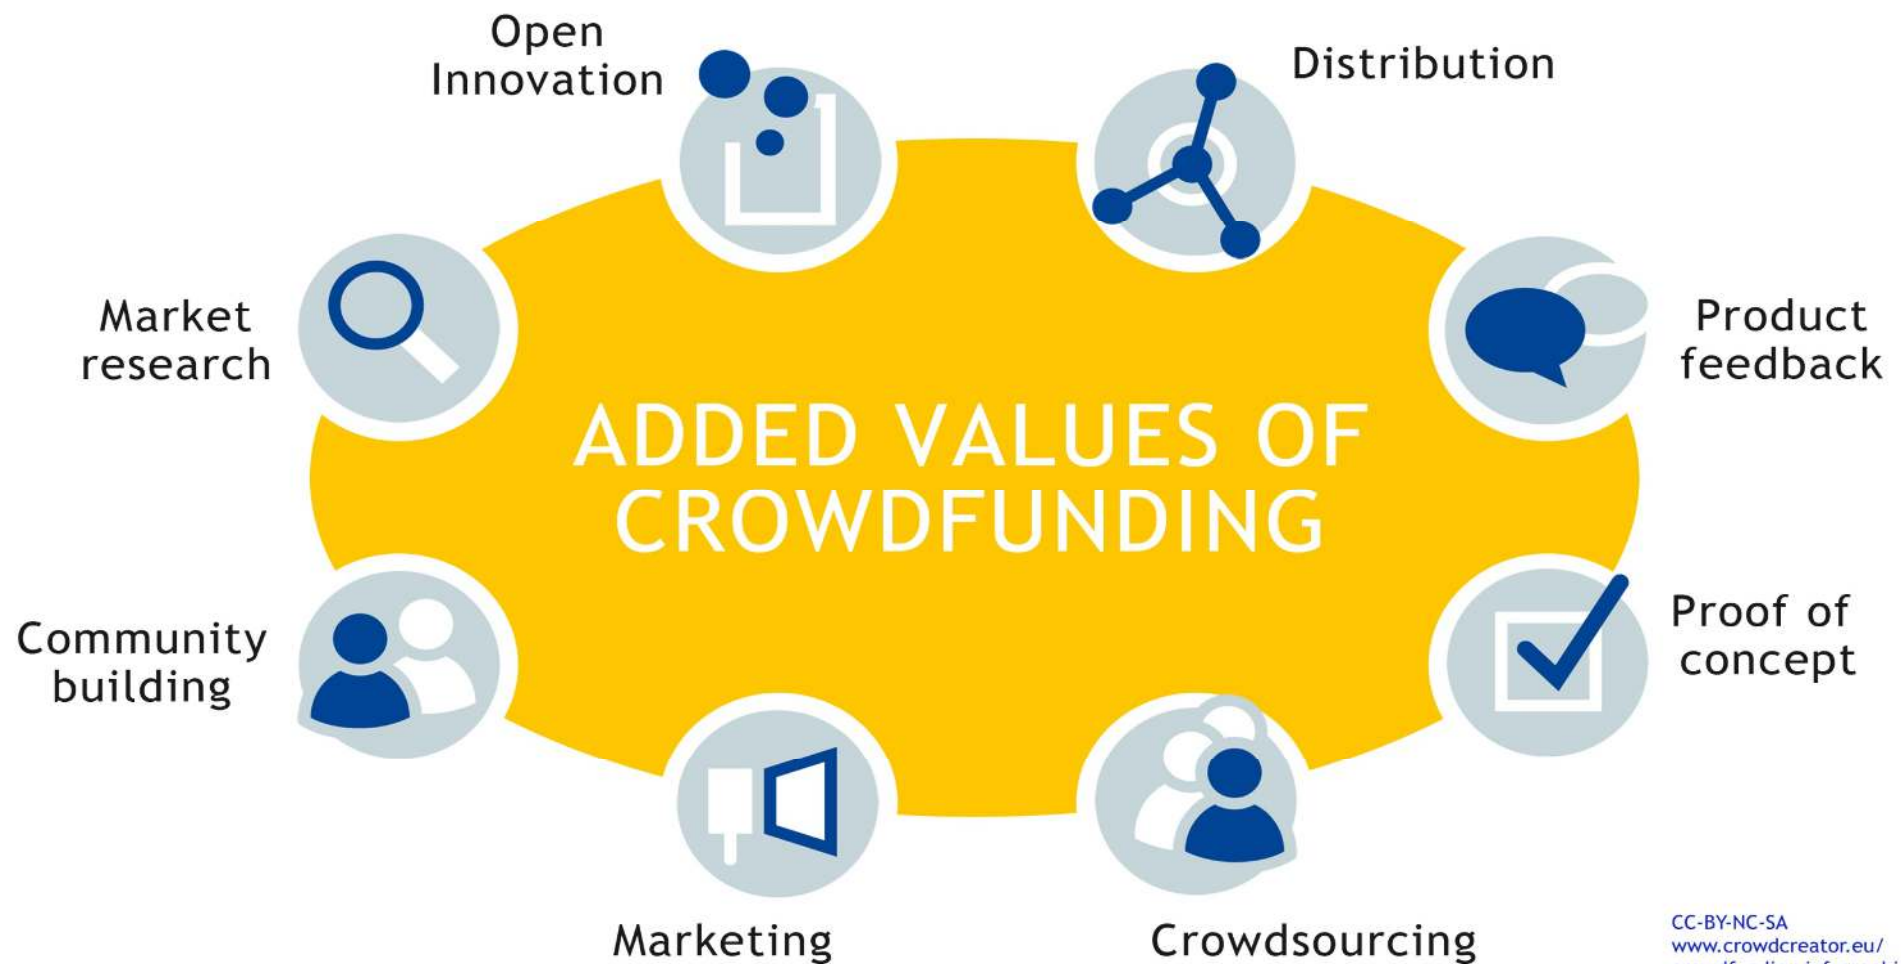 Open
Innovation
Distribution
Market
research
Product
feedback
ADDED VALUES OF
CROWDFUNDING
Community
building
Proof of
concept
Marketing
Crowdsourcing
CC-BY-NC-SA
www.crowdcreator.eu/